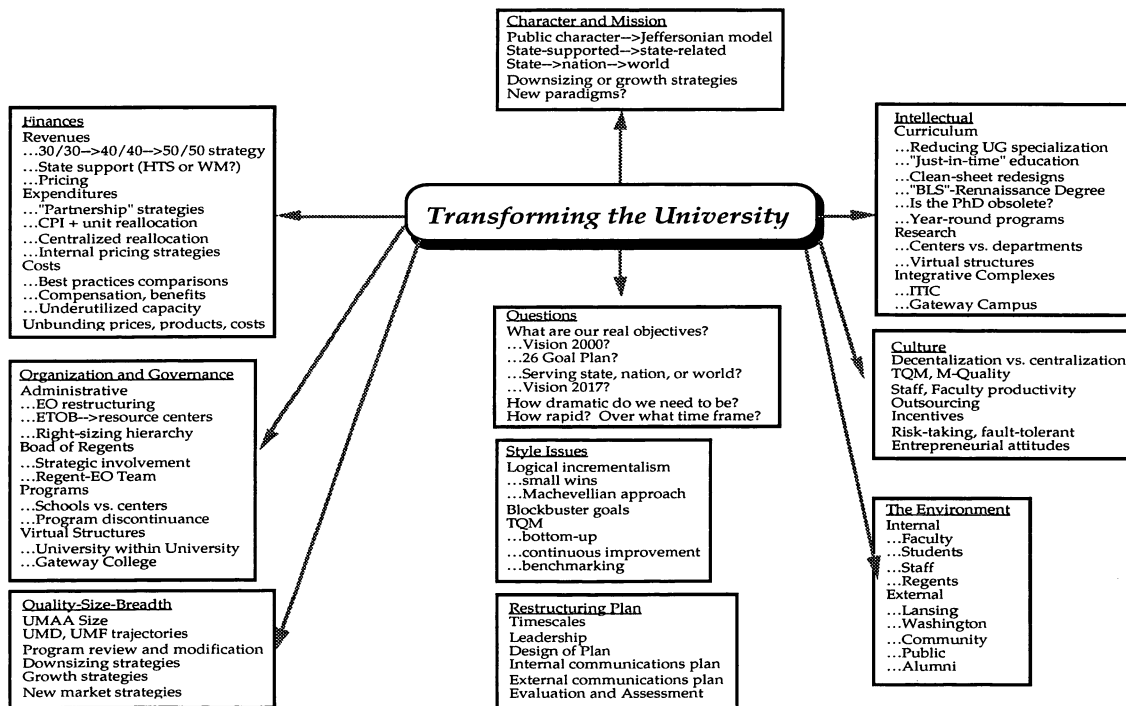 Character and Mission
Public character-->Jeffersonian model
State-supported-->state-related
State-->nation-->world
Downsizing or growth strategies
New paradigms?
Finances
Revenues
...30/30-->40/40-->50/50 strategy
...State support (HTS or WM?)
...Pricing
Expenditures
..."Partnership" strategies
...CPI + unit reallocation
...Centralized reallocation
...Internal pricing strategies
Costs
...Best practices comparisons
...Compensation, benefits
...Underutilized capacity
Unbunding prices, products, costs
Transforming the University
Intellectual
Curriculum
...Reducing UG specialization
..."Just-in-time" education
...Clean-sheet redesigns
..."BLS"-Rennaissance Degree
...Is the PhD obsolete?
...Year-round programs
Research
...Centers vs. departments
...Virtual structures
Integrative Complexes
...ITIC
...Gateway Campus
Organization and Governance
Administrative
...EO restructuring
...ETOB-->resource centers
...Right-sizing hierarchy
Boad of Regents
...Strategic involvement
...Regent-EO Team
Programs
...Schools vs. centers
...Program discontinuance
Virtual Structures
...University within University
...Gateway College
Questions
What are our real objectives?
...Vision 2000?
...26 Goal Plan?
...Serving state, nation, or world?
...Vision 2017?
How dramatic do we need to be?
How rapid? Over what time frame?
Culture
Decentalization vs. centralization
TQM, M-Quality
Staff, Faculty productivity
Outsourcing
Incentives
Risk-taking, fault-tolerant
Entrepreneurial attitudes
Style Issues
Logical incrementalism
...small wins
...Machevellian approach
Blockbuster goals
TQM
...bottom-up
...continuous improvement
...benchmarking
The Environment
Internal
...Faculty
...Students
...Staff
...Regents
External
...Lansing
...Washington
...Community
...Public
...Alumni
Quality-Size-Breadth
UMAA Size
UMD, UMF trajectories
Program review and modification
Downsizing strategies
Growth strategies
New market strategies
Restructuring Plan
Timescales
Leadership
Design of Plan
Internal communications plan
External communications plan
Evaluation and Assessment